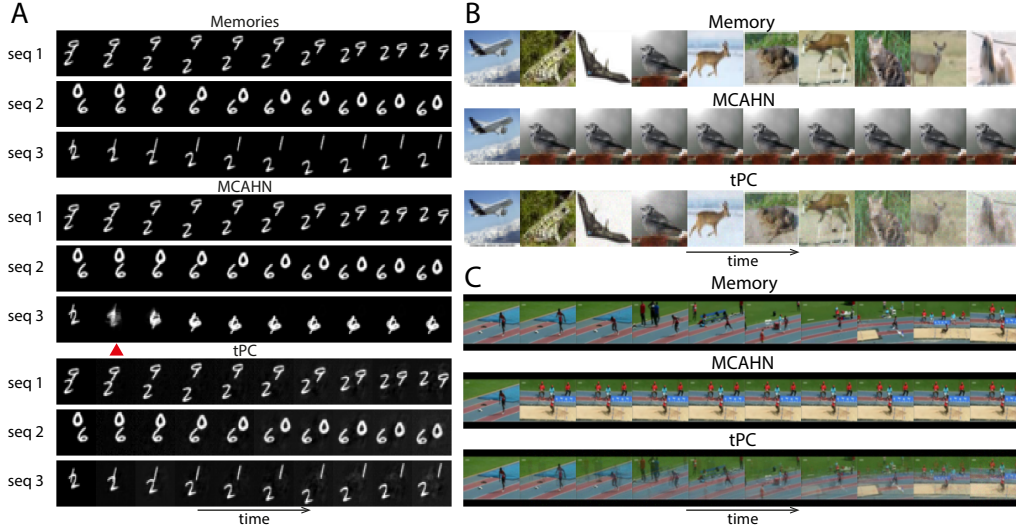 A
Memories
seq 1
seq 2
seq 3
MCAHN
seq 1
seq 2
seq 3
tPC
seq 1
seq 2
seq 3
time
B
Memory
MCAHN
tPC
time
C
Memory
MCAHN
tPC
time